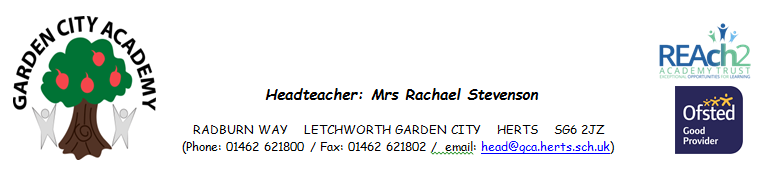 GARDEN CITY ACADEMY
REAch2
ACADEMY TRUST
EXCEPTIONAL OPPORTUNITIES FOR LEARNING
Headteacher: Mrs Rachael Stevenson
Ofsted
Good
Provider
RADBURN WAY LETCHWORTH GARDEN CITY HERTS SG6 2JZ
(Phone: 01462 621800 / Fax: 01462 621802 / email: head@gca.herts.sch.uk)